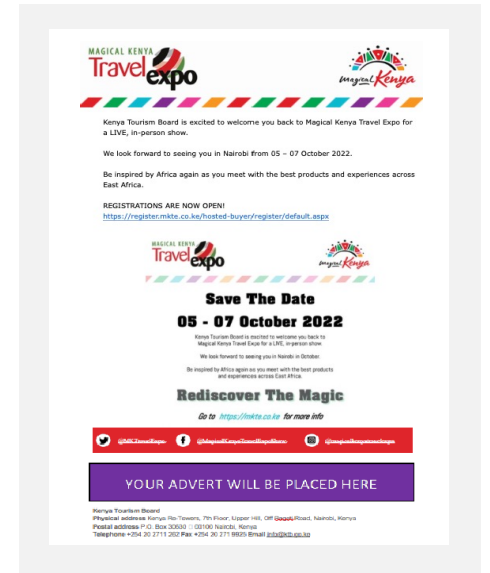 MAGICAL KENYA
Travel expo
magical Kenya
Kenya Tourism Board is excited to welcome you back to Magical Kenya Travel Expo for
a LIVE, in-person show.
We look forward to seeing you in Nairobi from 05 – 07 October 2022.
Be inspired by Africa again as you meet with the best products and experiences across
East Africa.
REGISTRATIONS ARE NOW OPEN!
https://register.mkte.co.ke/hosted-buyer/register/default.aspx
MAGICAL KENYA
Travel expo
magical Kenya
Save The Date
05 - 07 October 2022
Kenya Tourism Board is excited to welcome you back to
Magical Kenya Travel Expo for a LIVE, in-person show.
We look forward to seeing you in Nairobi in October.
Be inspired by Africa again as you meet with the best products
and experiences across East Africa.
Rediscover The Magic
Go to https://mkte.co.ke for more info
@MKTravelExpo @MagicalKenyaTravelExpoShow @magicalkenyatravelexpo
YOUR ADVERT WILL BE PLACED HERE
Kenya Tourism Board
Physical address Kenya Re-Towers, 7th Floor, Upper Hill, Off Ragati Road, Nairobi, Kenya
Postal address P.O. Box 30630 00100 Nairobi, Kenya
Telephone +254 20 2711 262 Fax +254 20 271 9925 Email info@ktb.go.ke